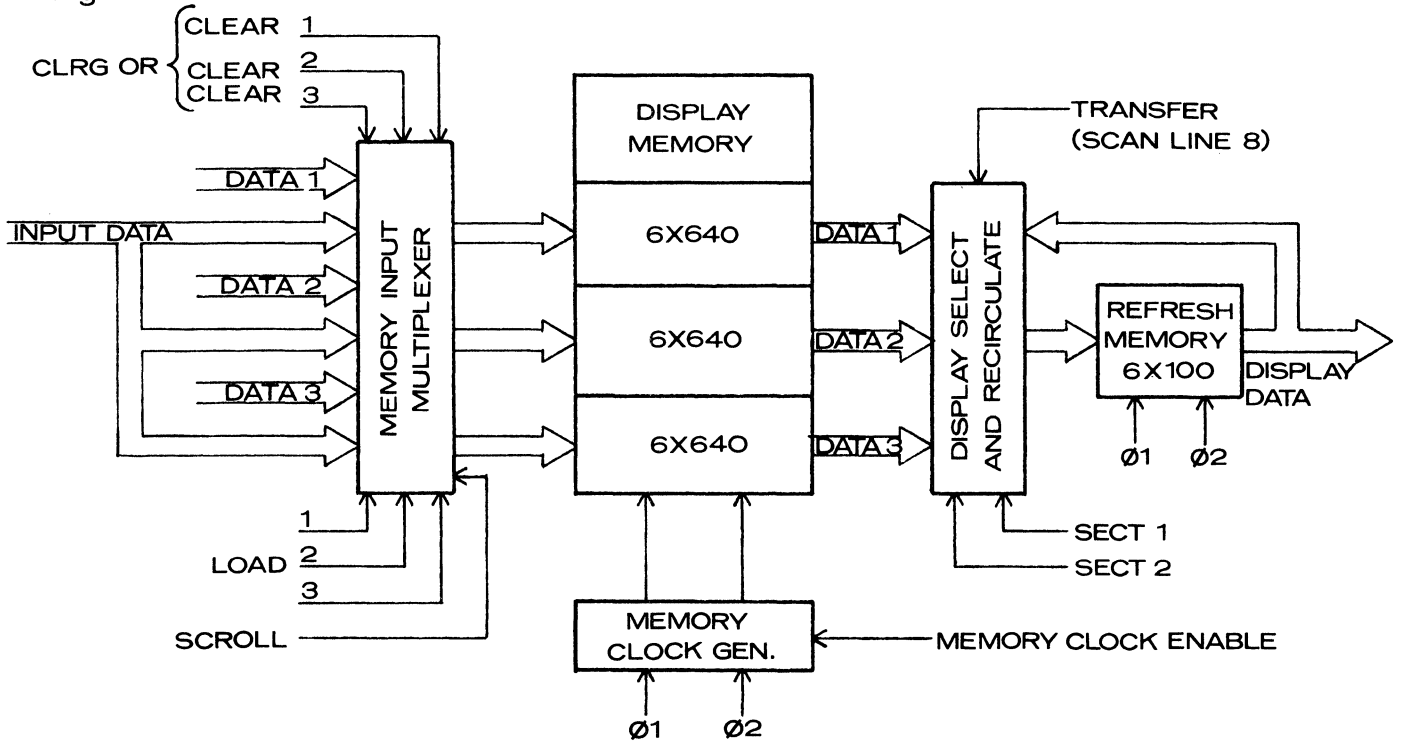 CLEAR 1
CLRG OR
CLEAR 2
CLEAR 3
DATA 1
INPUT DATA
DATA 2
DATA 3
MEMORY INPUT
MULTIPLEXER
1
LOAD 2
3
SCROLL
DISPLAY
MEMORY
6X640
6X640
6X640
MEMORY
CLOCK GEN.
Ø1
Ø2
MEMORY CLOCK ENABLE
DATA 1
DATA 2
DATA 3
TRANSFER
(SCAN LINE 8)
DISPLAY SELECT
AND RECIRCULATE
SECT 1
SECT 2
REFRESH
MEMORY
6X100
Ø1
Ø2
DISPLAY
DATA